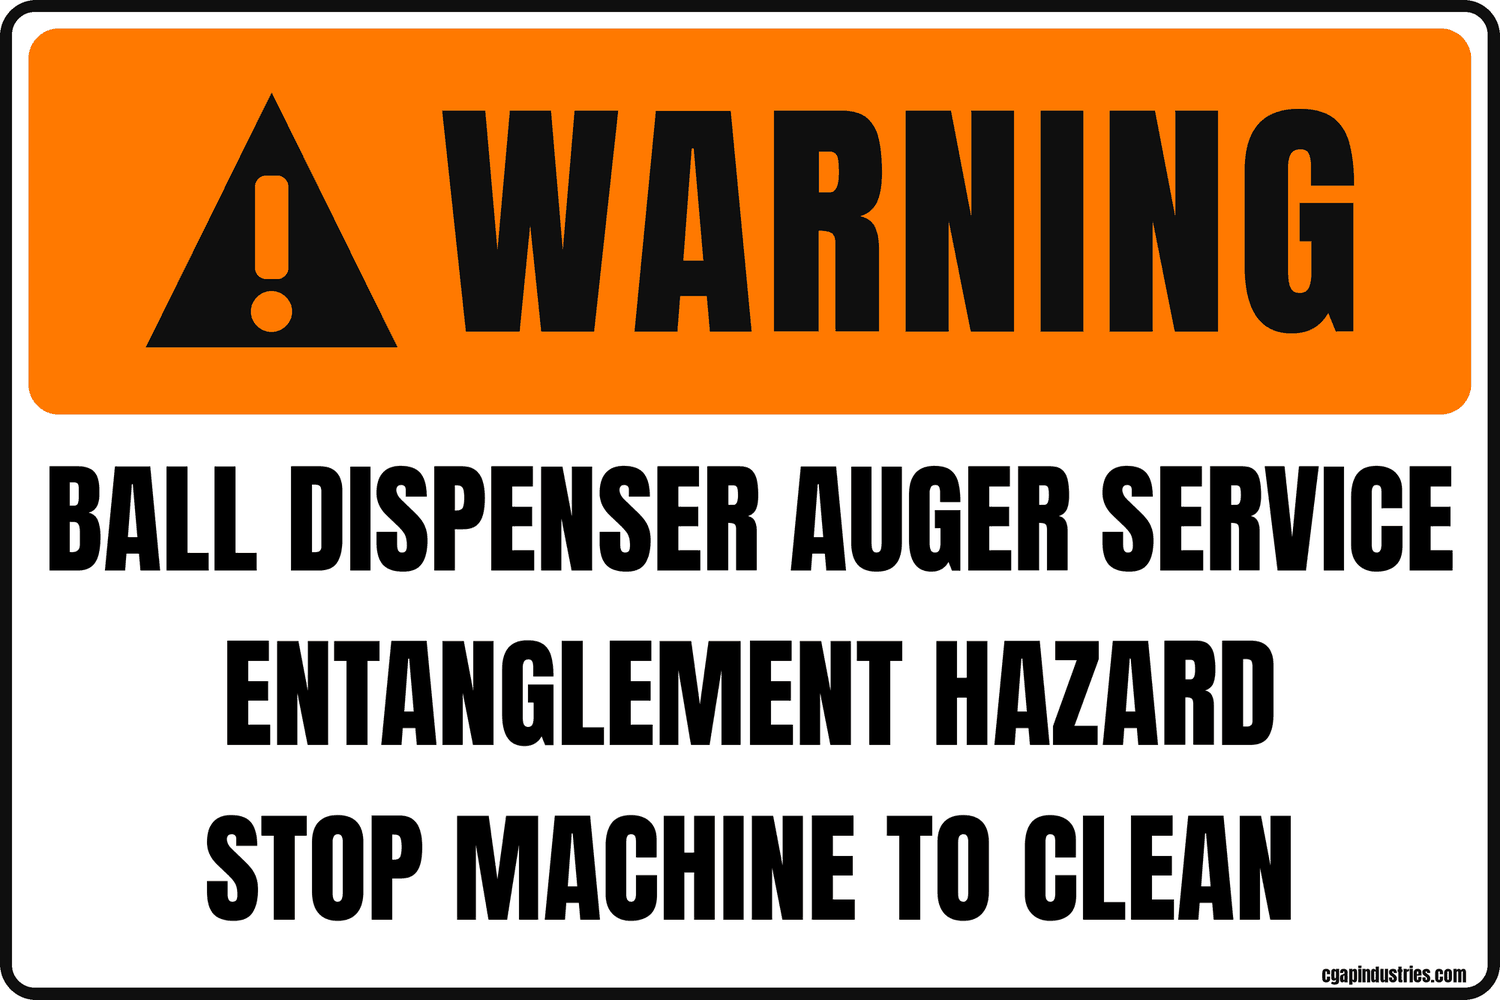 WARNING
BALL DISPENSER AUGER SERVICE
ENTANGLEMENT HAZARD
STOP MACHINE TO CLEAN
cgapindustries.com